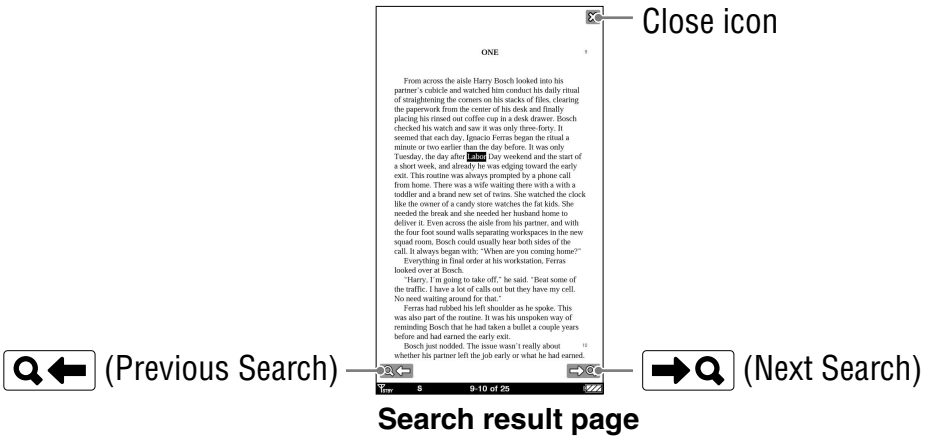 Close icon
ONE
9
From across the aisle Harry Bosch looked into his
partner's cubicle and watched him conduct his daily ritual
of straightening the corners on his stacks of files, clearing
the paperwork from the center of his desk and finally
placing his rinsed out coffee cup in a desk drawer. Bosch
checked his watch and saw it was only three-forty. It
seemed that each day, Ignacio Ferras began the ritual a
minute or two earlier than the day before. It was only
Tuesday, the day after Labor Day weekend and the start of
a short week, and already he was edging toward the early
exit. This routine was always prompted by a phone call
from home. There was a wife waiting there with a with a
toddler and a brand new set of twins. She watched the clock
like the owner of a candy store watches the fat kids. She
needed the break and she needed her husband home to
deliver it. Even across the aisle from his partner, and with
the four foot sound walls separating workspaces in the new
squad room, Bosch could usually hear both sides of the
call. It always began with; "When are you coming home?"
Everything in final order at his workstation, Ferras
looked over at Bosch.
"Harry, I'm going to take off," he said. "Beat some of
the traffic. I have a lot of calls out but they have my cell.
No need waiting around for that."
Ferras had rubbed his left shoulder as he spoke. This
was also part of the routine. It was his unspoken way of
reminding Bosch that he had taken a bullet a couple years
before and had earned the early exit.
Bosch just nodded. The issue wasn't really about 10
whether his partner left the job early or what he had earned.
(Previous Search)
(Next Search)
STBY S 9-10 of 25
Search result page